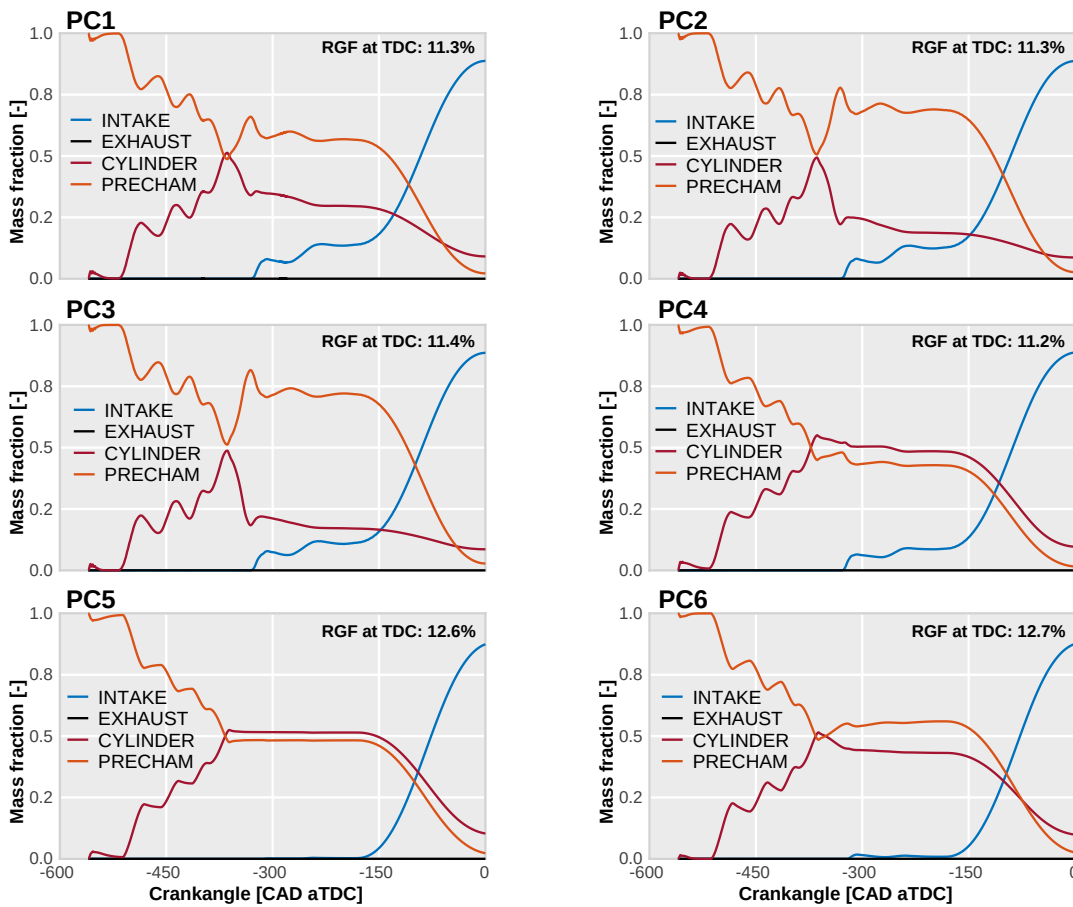 PC1
PC2
1.0
RGF at TDC: 11.3%
1.0
RGF at TDC: 11.3%
0.8
0.8
INTAKE
EXHAUST
CYLINDER
PRECHAM
INTAKE
EXHAUST
CYLINDER
PRECHAM
Mass fraction [-]
Mass fraction [-]
0.5
0.5
0.2
0.2
0.0
0.0
PC3
PC4
1.0
RGF at TDC: 11.4%
1.0
RGF at TDC: 11.2%
0.8
0.8
INTAKE
EXHAUST
CYLINDER
PRECHAM
INTAKE
EXHAUST
CYLINDER
PRECHAM
Mass fraction [-]
Mass fraction [-]
0.5
0.5
0.2
0.2
0.0
0.0
PC5
PC6
1.0
RGF at TDC: 12.6%
1.0
RGF at TDC: 12.7%
0.8
0.8
INTAKE
EXHAUST
CYLINDER
PRECHAM
INTAKE
EXHAUST
CYLINDER
PRECHAM
Mass fraction [-]
Mass fraction [-]
0.5
0.5
0.2
0.2
0.0
0.0
-600 -450 -300 -150 0
-600 -450 -300 -150 0
Crankangle [CAD aTDC]
Crankangle [CAD aTDC]